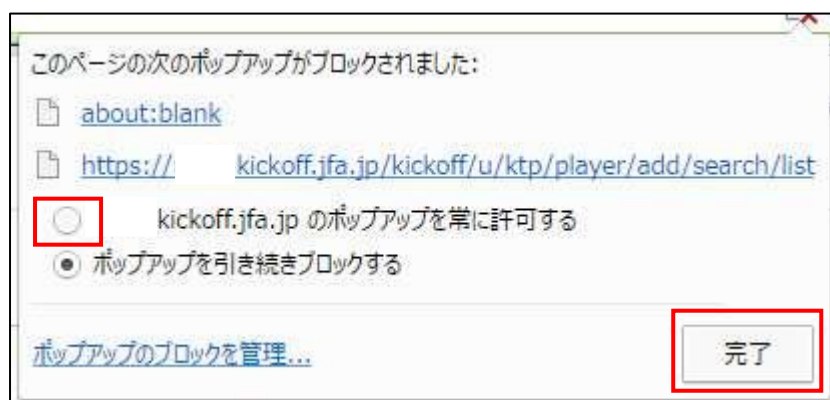 このページの次のポップアップがブロックされました:
about:blank
https:// kickoff.jfa.jp/kickoff/u/ktp/player/add/search/list
kickoff.jfa.jp のポップアップを常に許可する
ポップアップを引き続きブロックする
ポップアップのブロックを管理... 完了